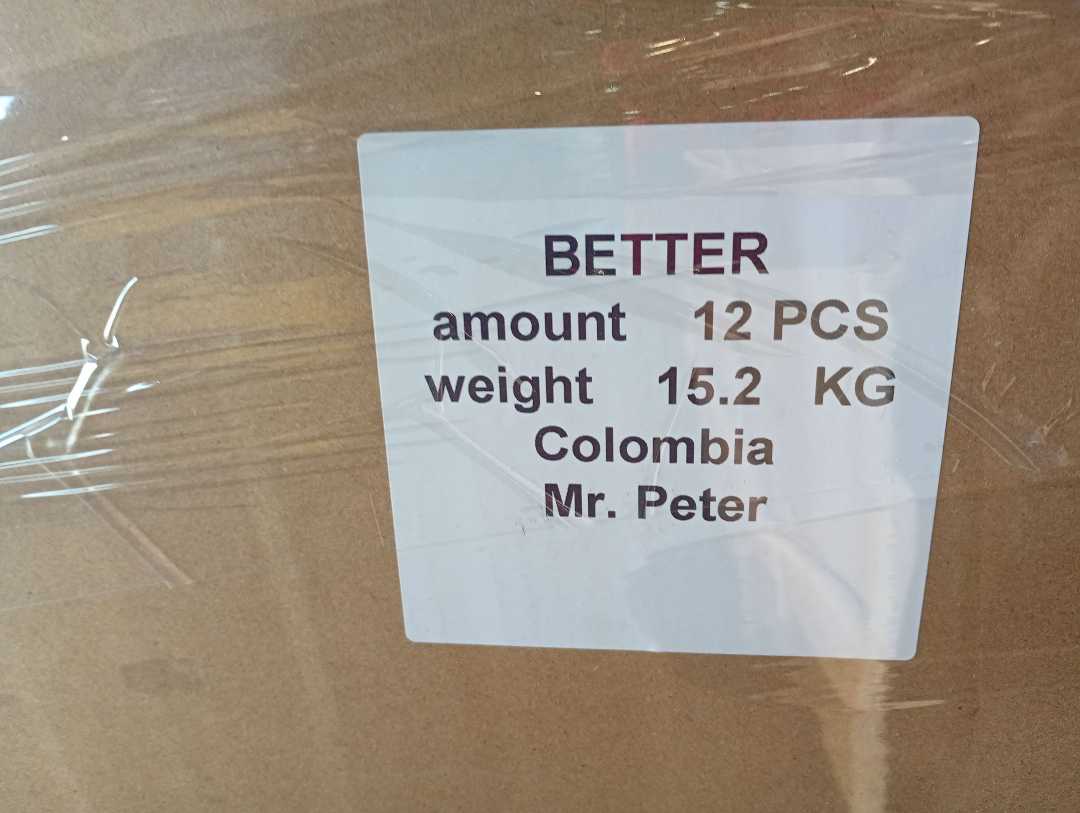 BETTER
amount 12 PCS
weight 15.2 KG
Colombia
Mr. Peter